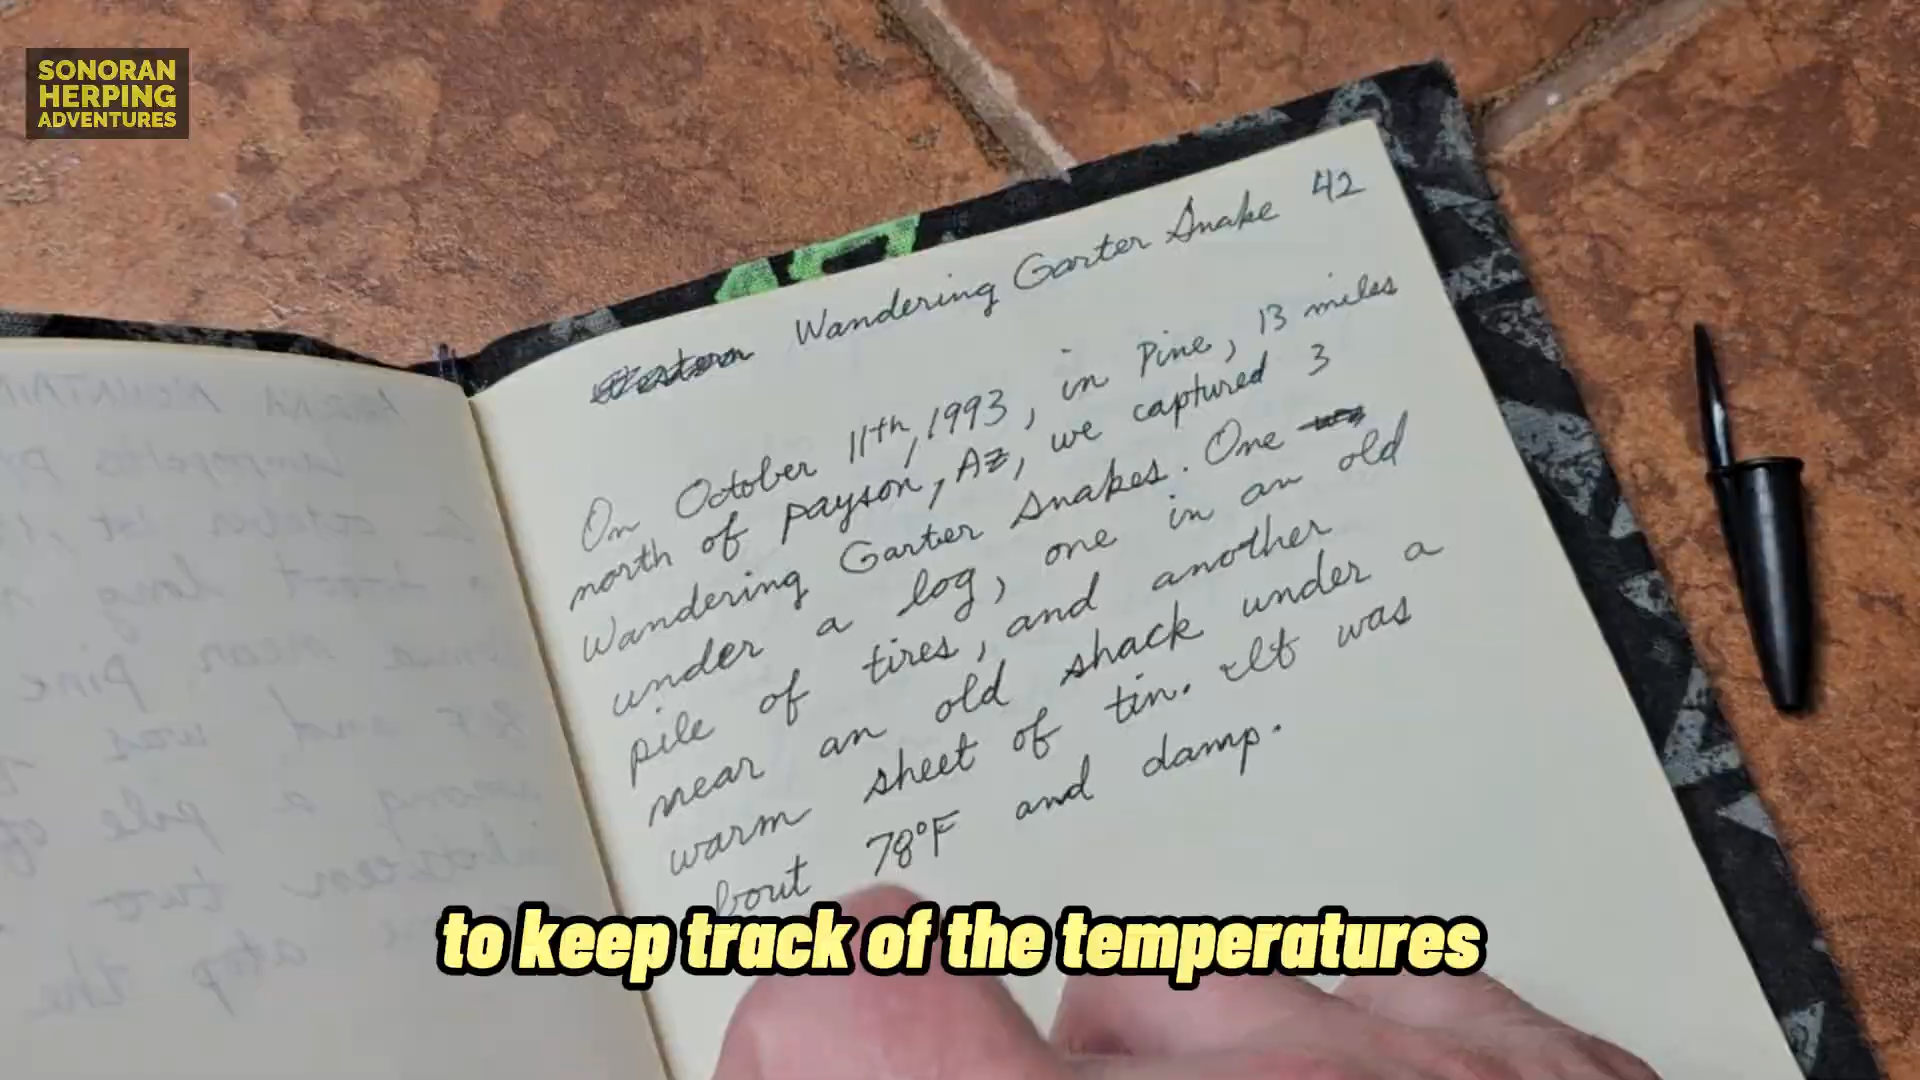 SONORAN
HERPING
ADVENTURES
Wandering Garter Snake 42
On October 11th, 1993, in Pine, 13 miles
north of payson, AZ, we captured 3
Wandering Garter Snakes. One
under a log, one in an old
pile of tires, and another
near an old shack under a
warm sheet of tin. It was
bout 78°F and damp.
to keep track of the temperatures